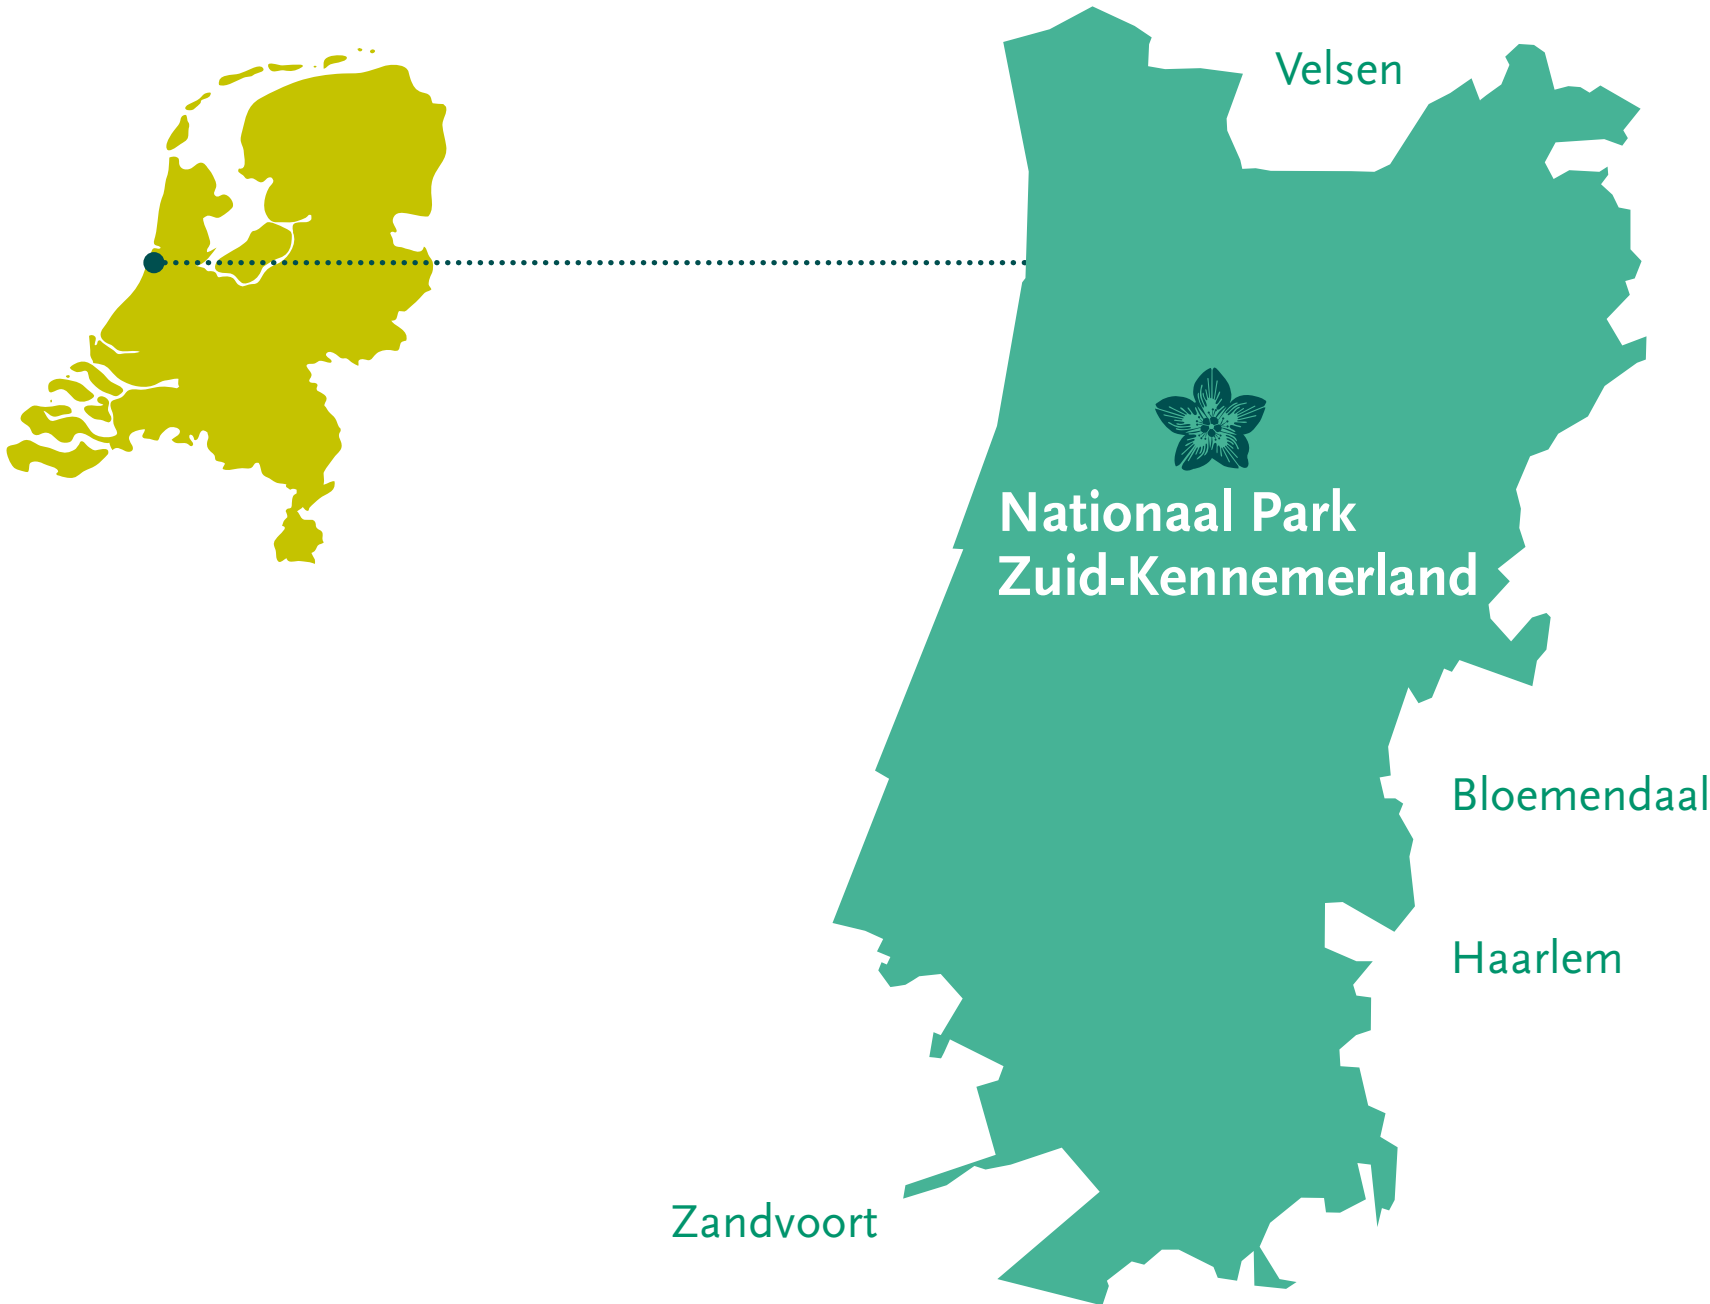 Velsen
Nationaal Park
Zuid-Kennemerland
Bloemendaal
Haarlem
Zandvoort